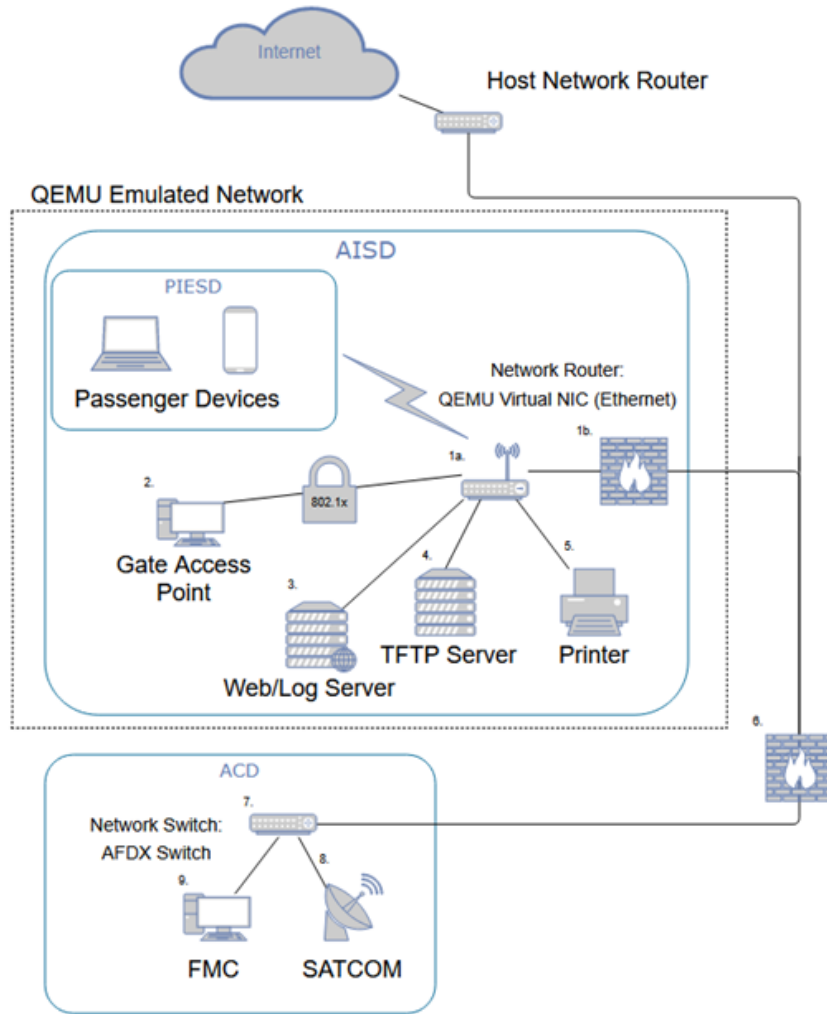 Internet
Host Network Router
QEMU Emulated Network
AISD
PIESD
Passenger Devices
Network Router:
QEMU Virtual NIC (Ethernet)
1a.
1b.
2.
802.1x
Gate Access
Point
3.
Web/Log Server
4.
TFTP Server
5.
Printer
6.
ACD
7.
Network Switch:
AFDX Switch
8.
9.
FMC
SATCOM